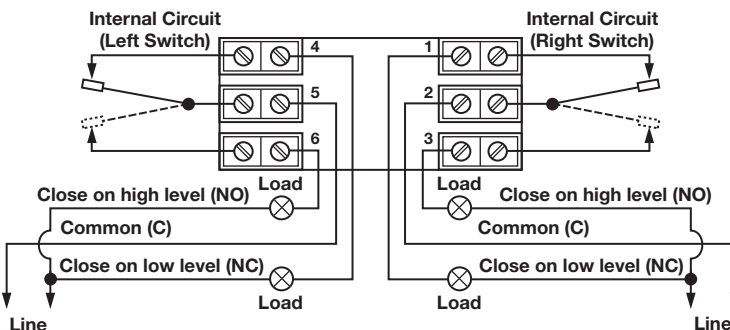 Internal Circuit
(Left Switch)
Internal Circuit
(Right Switch)
4
1
5
2
6
3
Load
Load
Close on high level (NO)
Close on high level (NO)
Common (C)
Common (C)
Close on low level (NC)
Close on low level (NC)
Load
Load
Line
Line